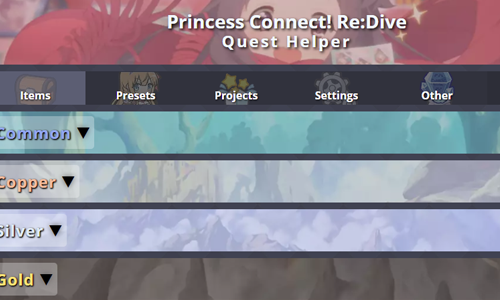 Princess Connect! Re:Dive
Quest Helper
Items Presets Projects Settings Other
Common ▼
Copper ▼
Silver ▼
Gold ▼